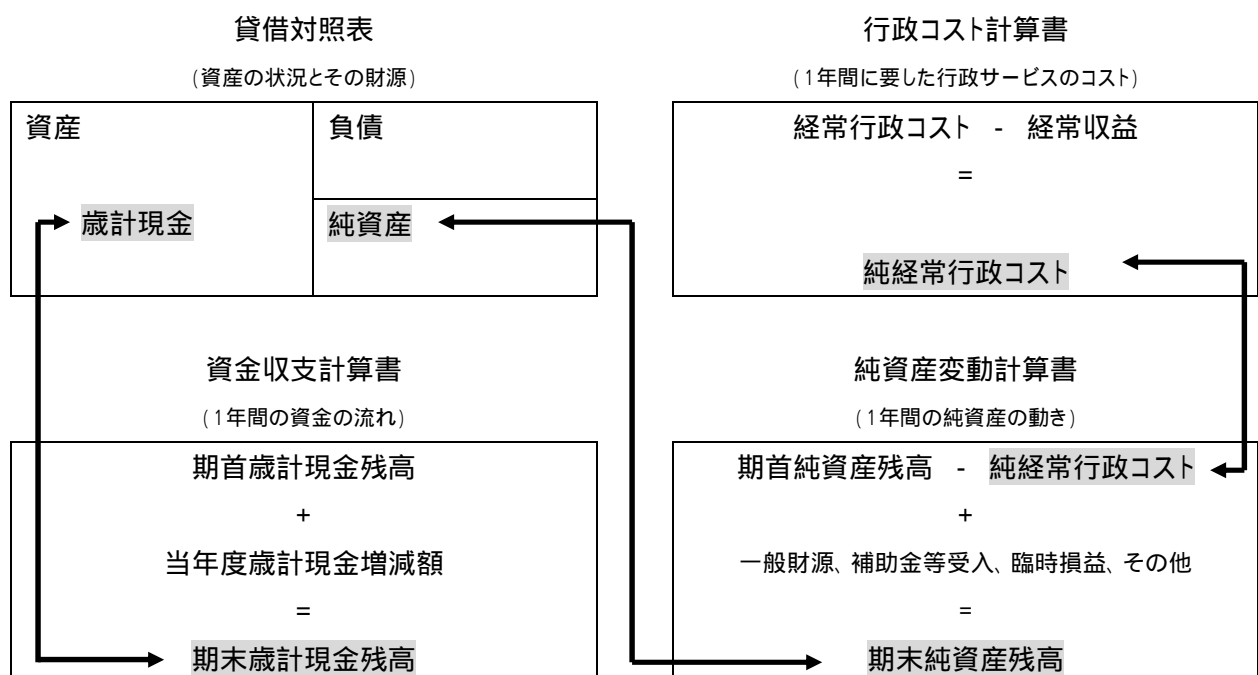 貸借対照表
(資産の状況とその財源)
資産
負債
歳計現金
純資産
行政コスト計算書
(1年間に要した行政サービスのコスト)
経常行政コスト - 経常収益
=
純経常行政コスト
資金収支計算書
(1年間の資金の流れ)
期首歳計現金残高
+
当年度歳計現金増減額
=
期末歳計現金残高
純資産変動計算書
(1年間の純資産の動き)
期首純資産残高 - 純経常行政コスト
+
一般財源、補助金等受入、臨時損益、その他
=
期末純資産残高